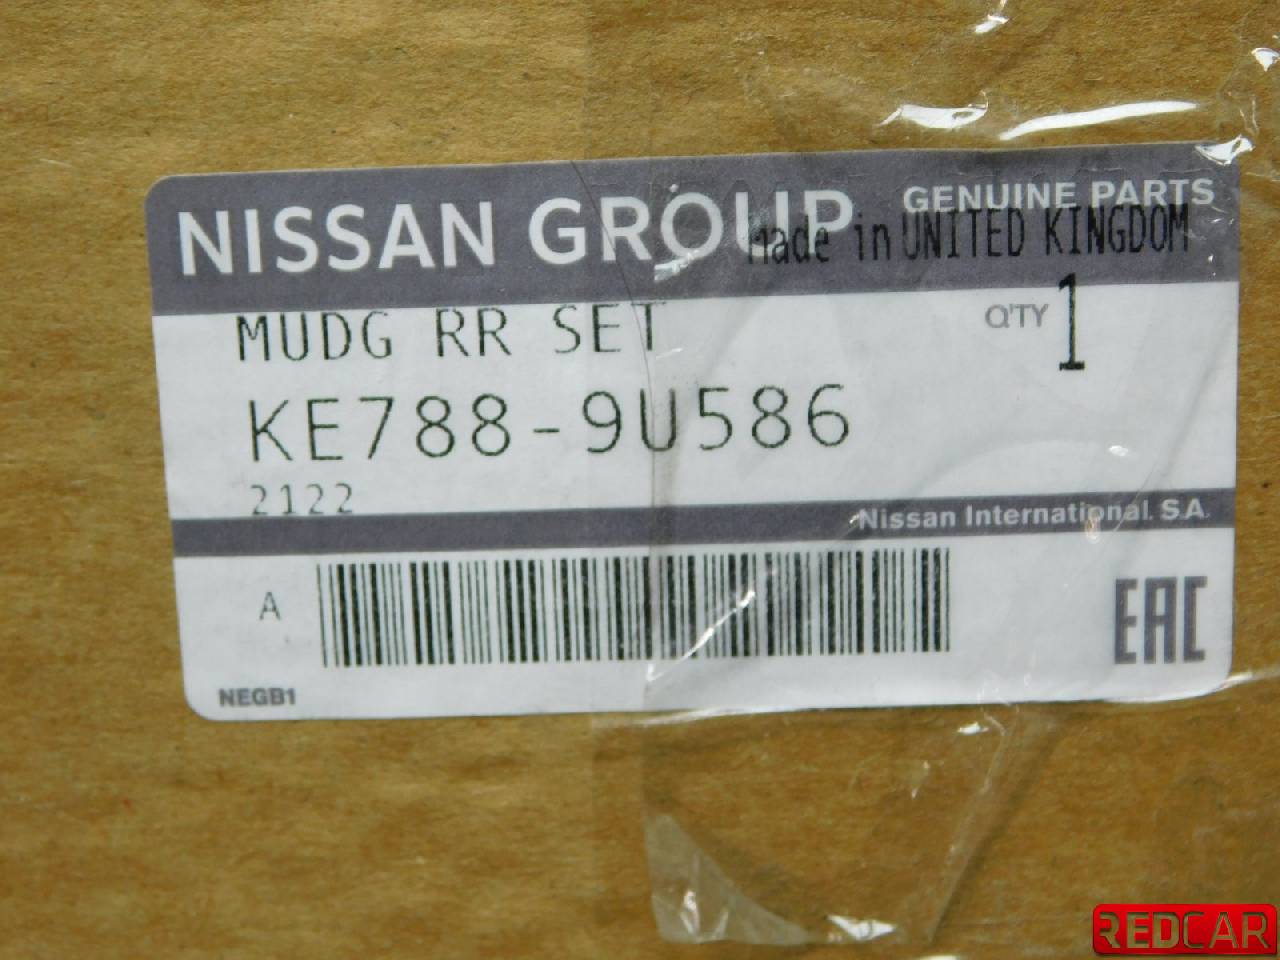 NISSAN GROUP
GENUINE PARTS
made in UNITED KINGDOM
MUDG RR SET
Q'TY 1
KE788-9U586
2122
Nissan International. S.A.
A
EAC
NEGB1
REDCAR